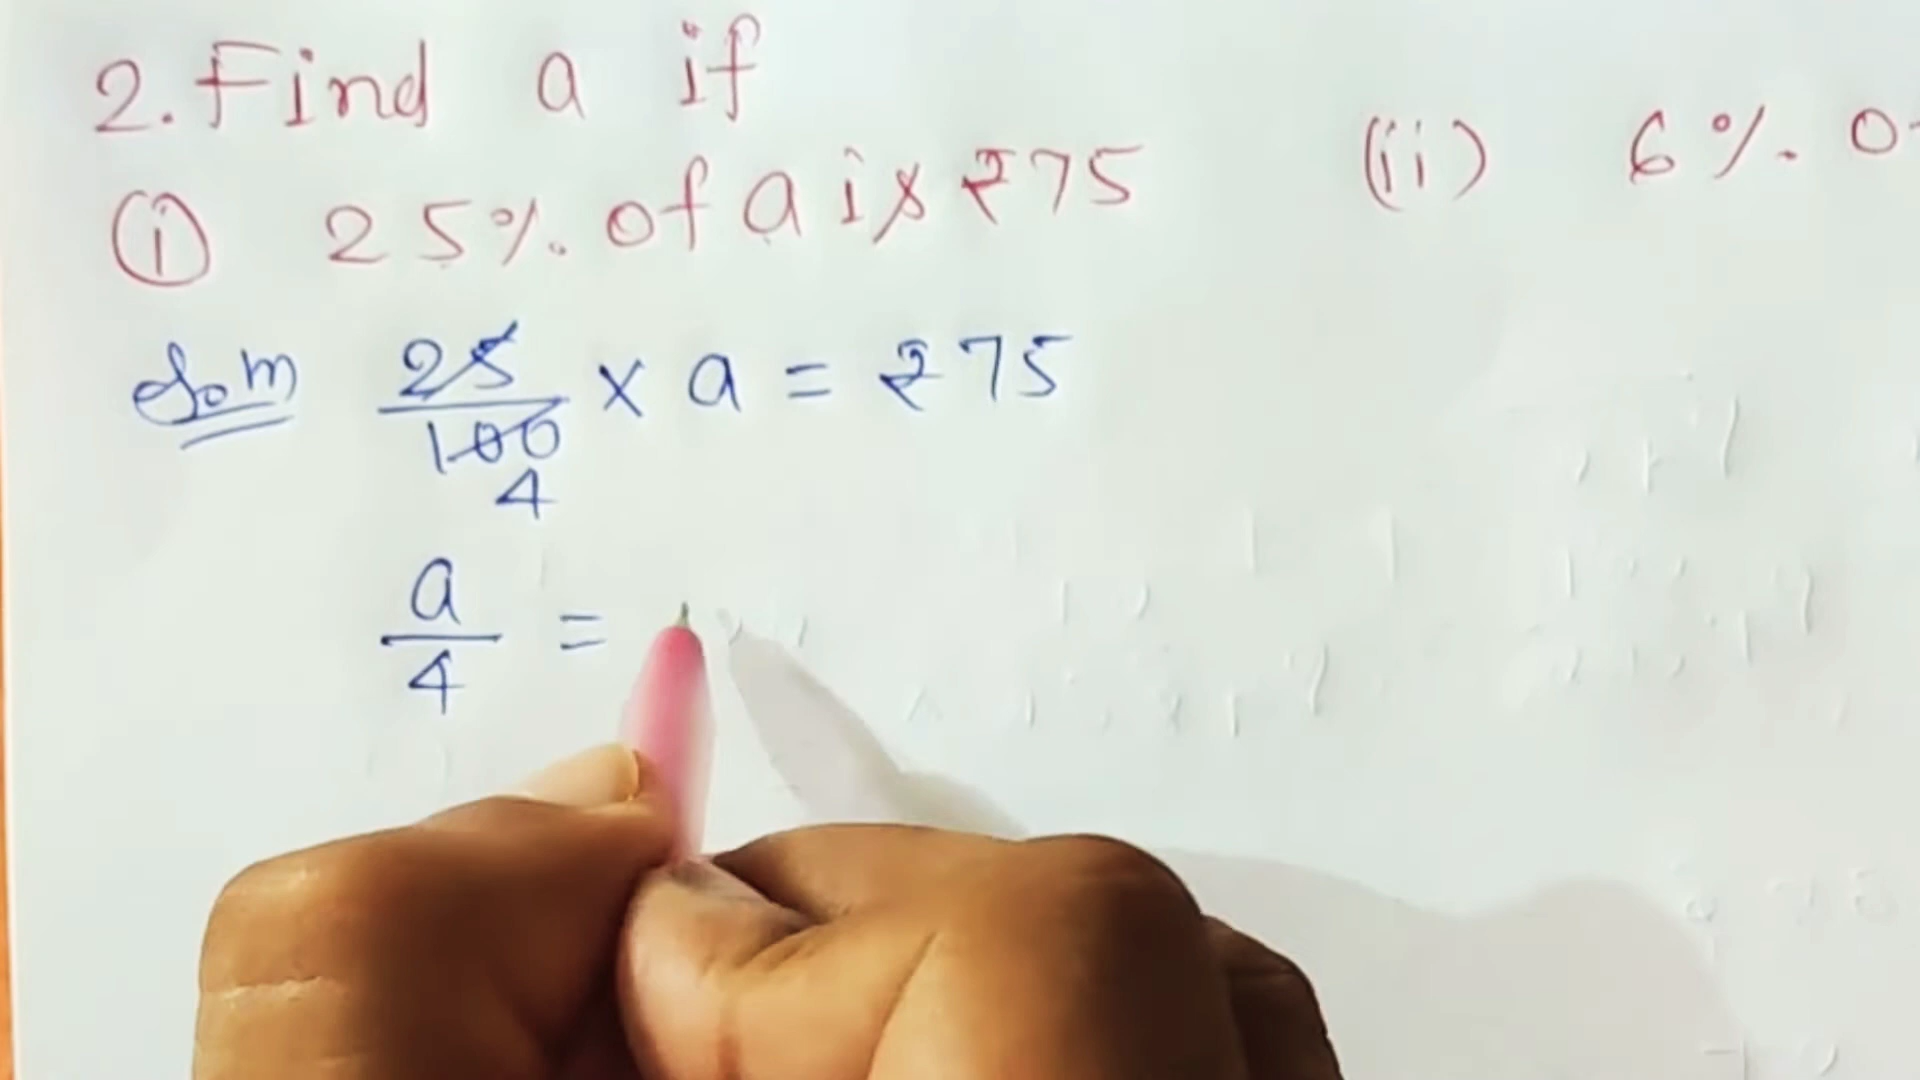 2. Find a if
(i) 25% of a is ₹75
(ii) 6%
Soln 25/100 × a = ₹75
4
a/4 =